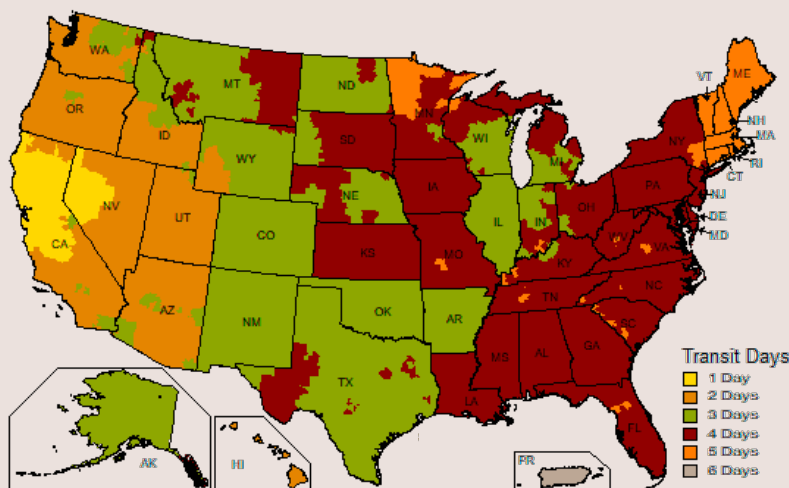 WA
MT
ND
MN
OR
ID
SD
WI
MI
WY
NE
IA
NV
UT
CO
CA
KS
MO
IL
IN
OH
PA
NY
VT
ME
NH
MA
RI
CT
NJ
DE
MD
WV
VA
KY
TN
NC
SC
AZ
NM
OK
AR
TX
LA
MS
AL
GA
FL
AK
HI
PR
Transit Days
1 Day
2 Days
3 Days
4 Days
5 Days
6 Days